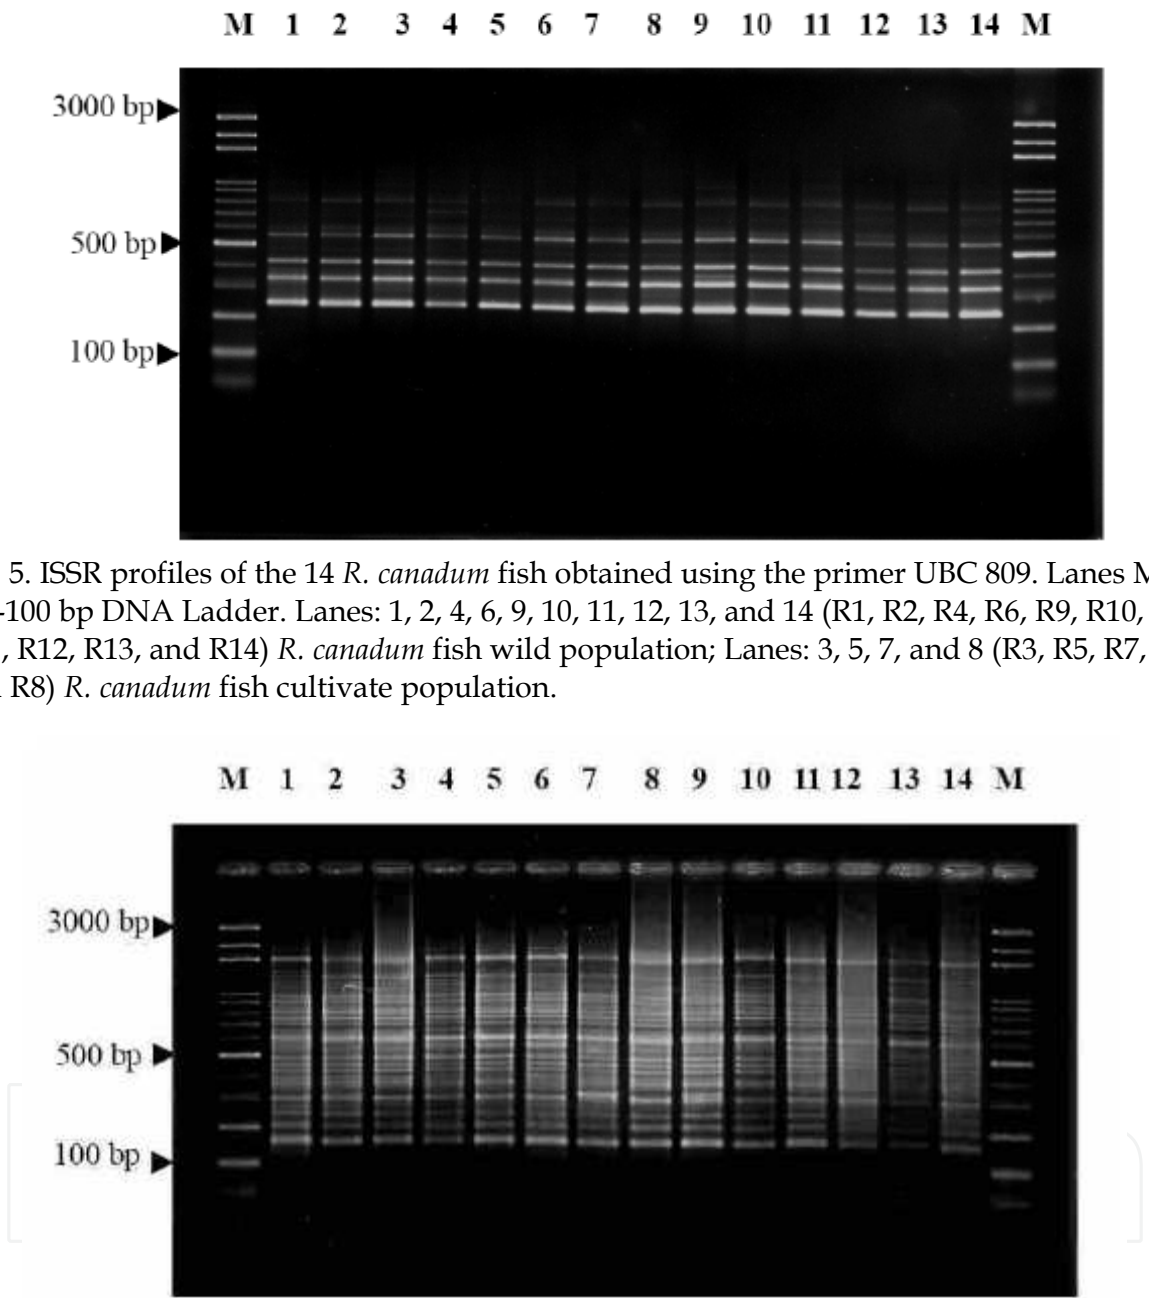 M 1 2 3 4 5 6 7 8 9 10 11 12 13 14 M
3000 bp
500 bp
100 bp
5. ISSR profiles of the 14 R. canadum fish obtained using the primer UBC 809. Lanes M
-100 bp DNA Ladder. Lanes: 1, 2, 4, 6, 9, 10, 11, 12, 13, and 14 (R1, R2, R4, R6, R9, R10,
, R12, R13, and R14) R. canadum fish wild population; Lanes: 3, 5, 7, and 8 (R3, R5, R7,
R8) R. canadum fish cultivate population.
M 1 2 3 4 5 6 7 8 9 10 11 12 13 14 M
3000 bp
500 bp
100 bp